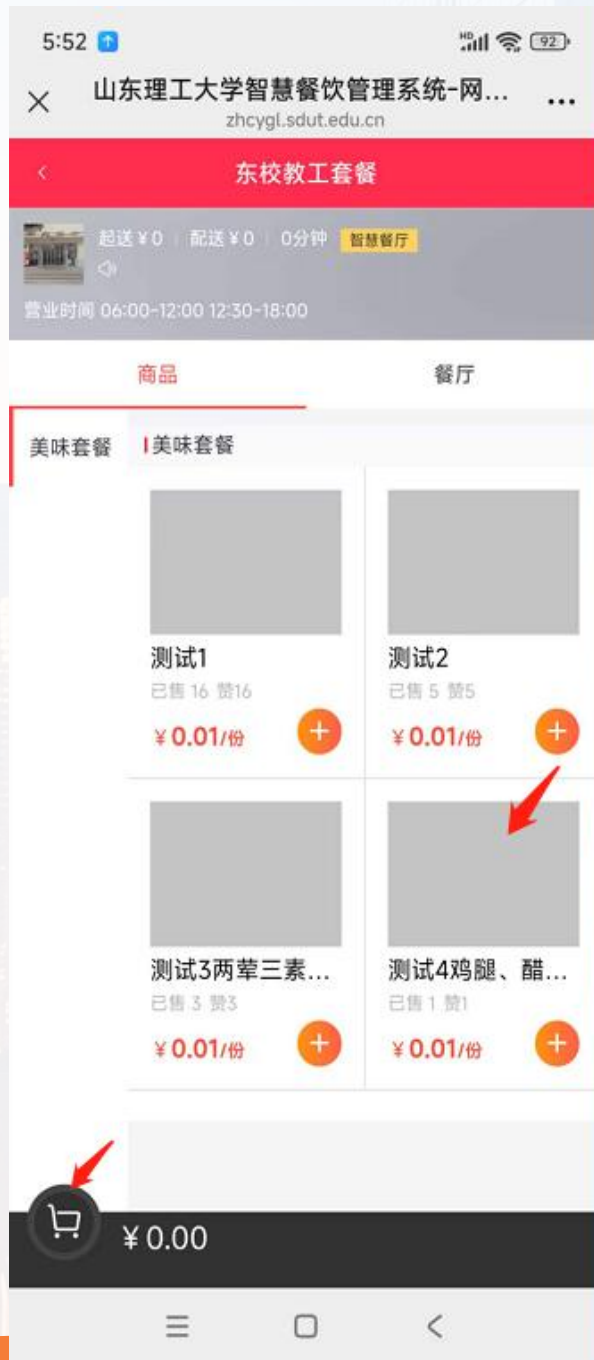 5:52
HD
92
山东理工大学智慧餐饮管理系统-网...
zhcygl.sdut.edu.cn
东校教工套餐
起送¥0 配送¥0 0分钟 智慧餐厅
营业时间 06:00-12:00 12:30-18:00
商品 餐厅
美味套餐 美味套餐
测试1 测试2
已售 16 赞16 已售 5 赞5
¥0.01/份 ¥0.01/份
测试3两荤三素... 测试4鸡腿、醋...
已售 3 赞3 已售 1 赞1
¥0.01/份 ¥0.01/份
¥0.00